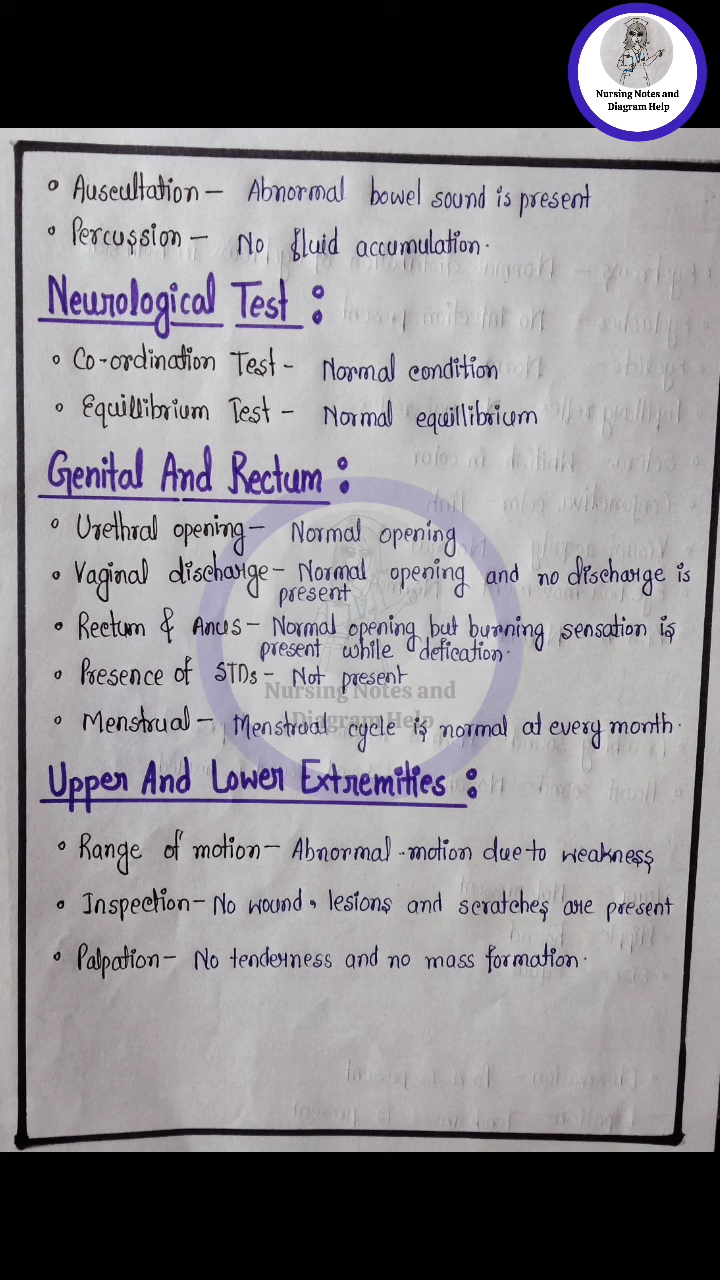 Nursing Notes and
Diagram Help
° Auscultation - Abnormal bowel sound is present
° Percussion - No fluid accumulation.
Neurological Test :
° Co-ordination Test - Normal condition
° Equillibrium Test - Normal equillibrium
Genital And Rectum :
° Urethral opening - Normal opening
° Vaginal discharge - Normal opening and no discharge is
present
° Rectum & Anus - Normal opening but burning sensation is
present while defication.
° Presence of STDs - Not present
Nursing Notes and
Diagram Help
° Menstrual - Menstrual cycle is normal at every month.
Upper And Lower Extremities :
° Range of motion - Abnormal motion due to weakness
° Inspection - No wound, lesions and scratches are present
° Palpation - No tenderness and no mass formation.